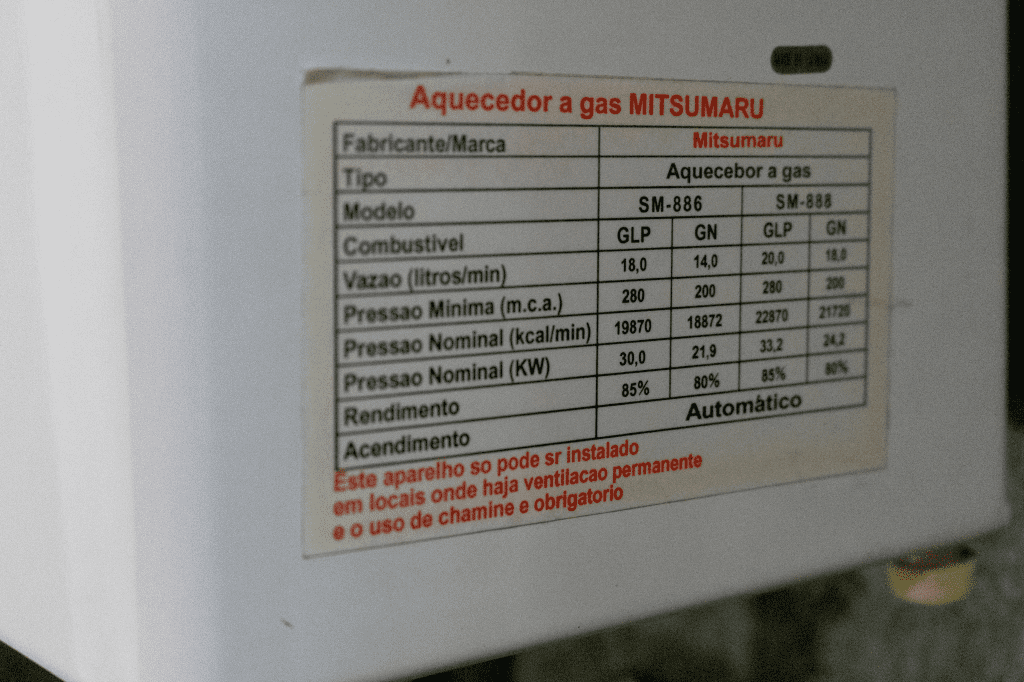 Aquecedor a gas MITSUMARU
Fabricante/Marca Mitsumaru
Tipo Aquecebor a gas
Modelo SM-886 SM-888
Combustivel GLP GN GLP GN
Vazao (litros/min) 18,0 14,0 20,0 18,0
Pressao Minima (m.c.a.) 280 200 280 200
Pressao Nominal (kcal/min) 19870 18872 22870 21720
Pressao Nominal (KW) 30,0 21,9 33,2 24,2
Rendimento 85% 80% 85% 80%
Acendimento Automático
Este aparelho so pode sr instalado
em locais onde haja ventilacao permanente
e o uso de chamine e obrigatorio